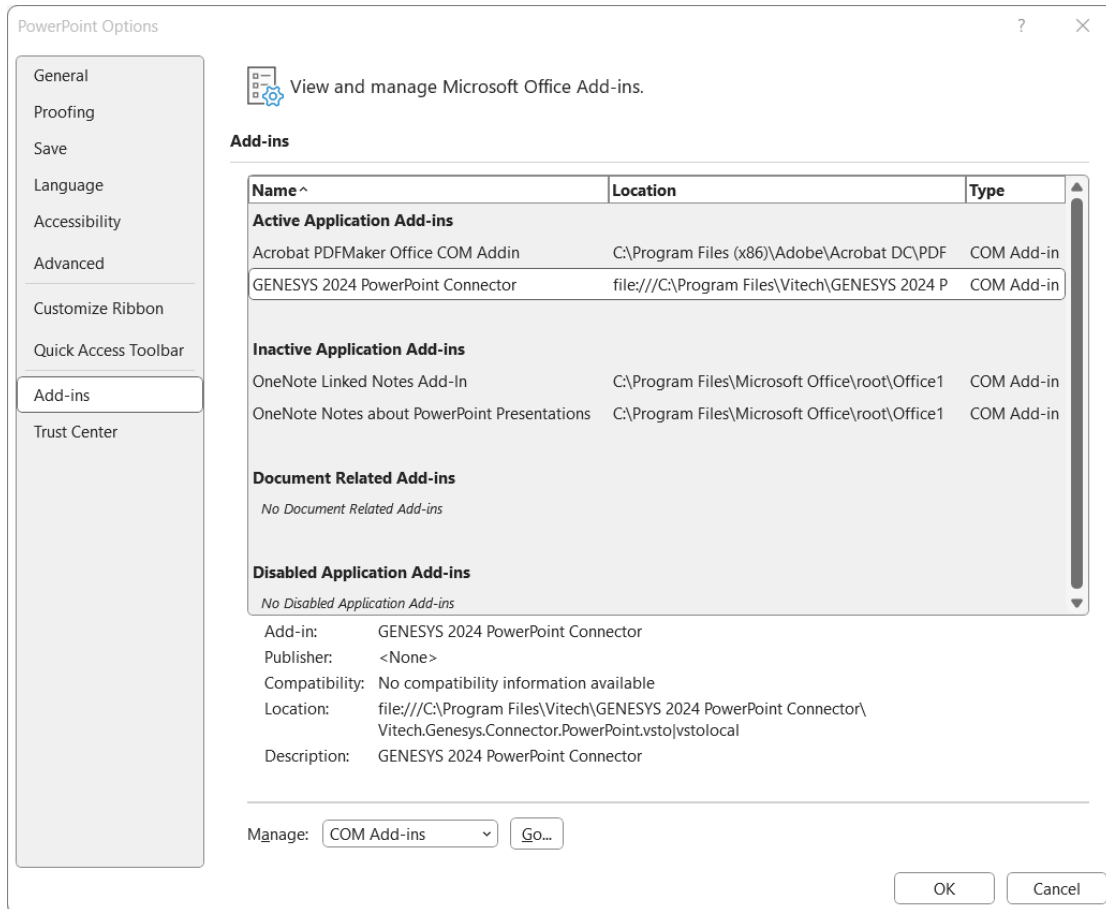 PowerPoint Options ?
General
Proofing
Save
Language
Accessibility
Advanced
Customize Ribbon
Quick Access Toolbar
Add-ins
Trust Center
View and manage Microsoft Office Add-ins.
Add-ins
Name Location Type
Active Application Add-ins
Acrobat PDFMaker Office COM Addin C:\Program Files (x86)\Adobe\Acrobat DC\PDF COM Add-in
GENESYS 2024 PowerPoint Connector file:///C:\Program Files\Vitech\GENESYS 2024 P COM Add-in
Inactive Application Add-ins
OneNote Linked Notes Add-In C:\Program Files\Microsoft Office\root\Office1 COM Add-in
OneNote Notes about PowerPoint Presentations C:\Program Files\Microsoft Office\root\Office1 COM Add-in
Document Related Add-ins
No Document Related Add-ins
Disabled Application Add-ins
No Disabled Application Add-ins
Add-in: GENESYS 2024 PowerPoint Connector
Publisher: <None>
Compatibility: No compatibility information available
Location: file:///C:\Program Files\Vitech\GENESYS 2024 PowerPoint Connector\
Vitech.Genesys.Connector.PowerPoint.vsto|vstolocal
Description: GENESYS 2024 PowerPoint Connector
Manage: COM Add-ins Go...
OK Cancel